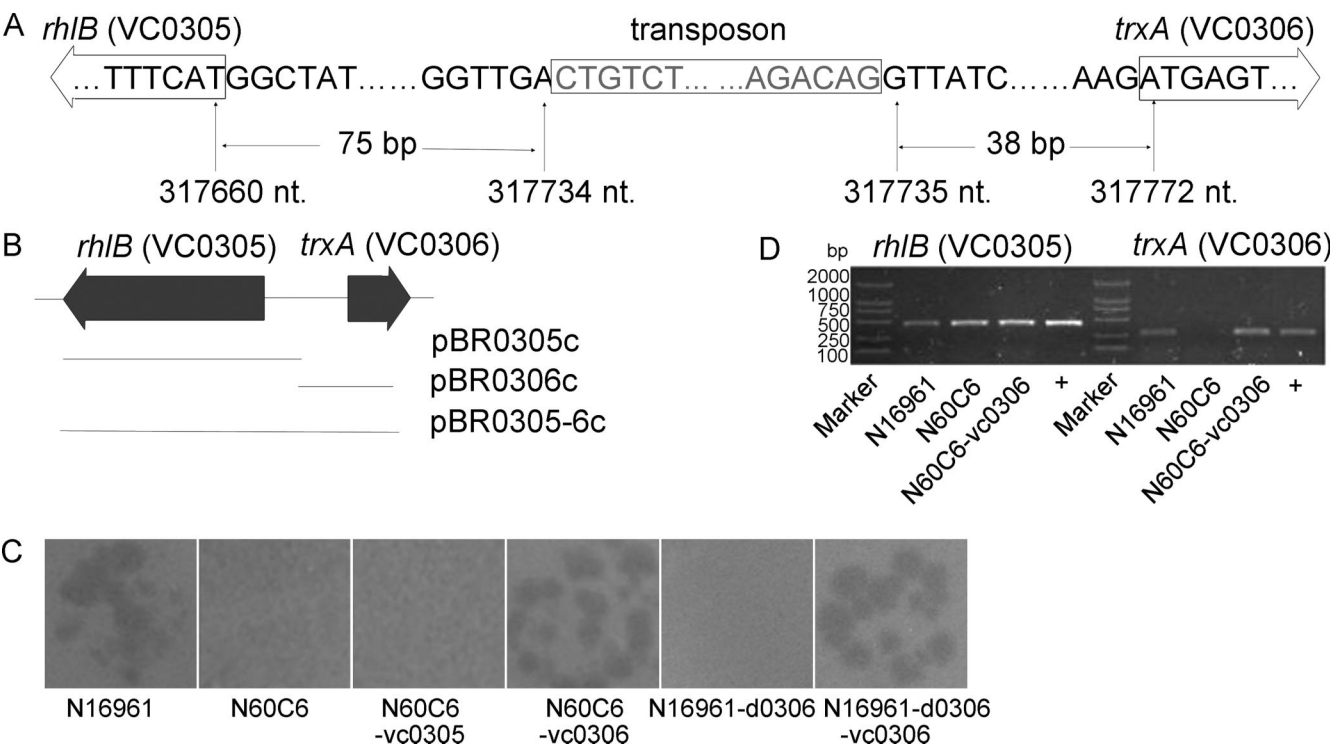 A
rhlB (VC0305) transposon trxA (VC0306)
...TTTCATGGCTAT......GGTTGACTGTCT... ...AGACAGGTTATC......AAGATGAGT...
75 bp 38 bp
317660 nt. 317734 nt. 317735 nt. 317772 nt.
B
rhlB (VC0305) trxA (VC0306)
pBR0305c
pBR0306c
pBR0305-6c
D
bp rhlB (VC0305) trxA (VC0306)
2000
1000
750
500
250
100
Marker
N16961
N60C6
N60C6-vc0306
+
Marker
N16961
N60C6
N60C6-vc0306
+
C
N16961 N60C6 N60C6 N60C6 N16961-d0306 N16961-d0306
-vc0305 -vc0306 -vc0306